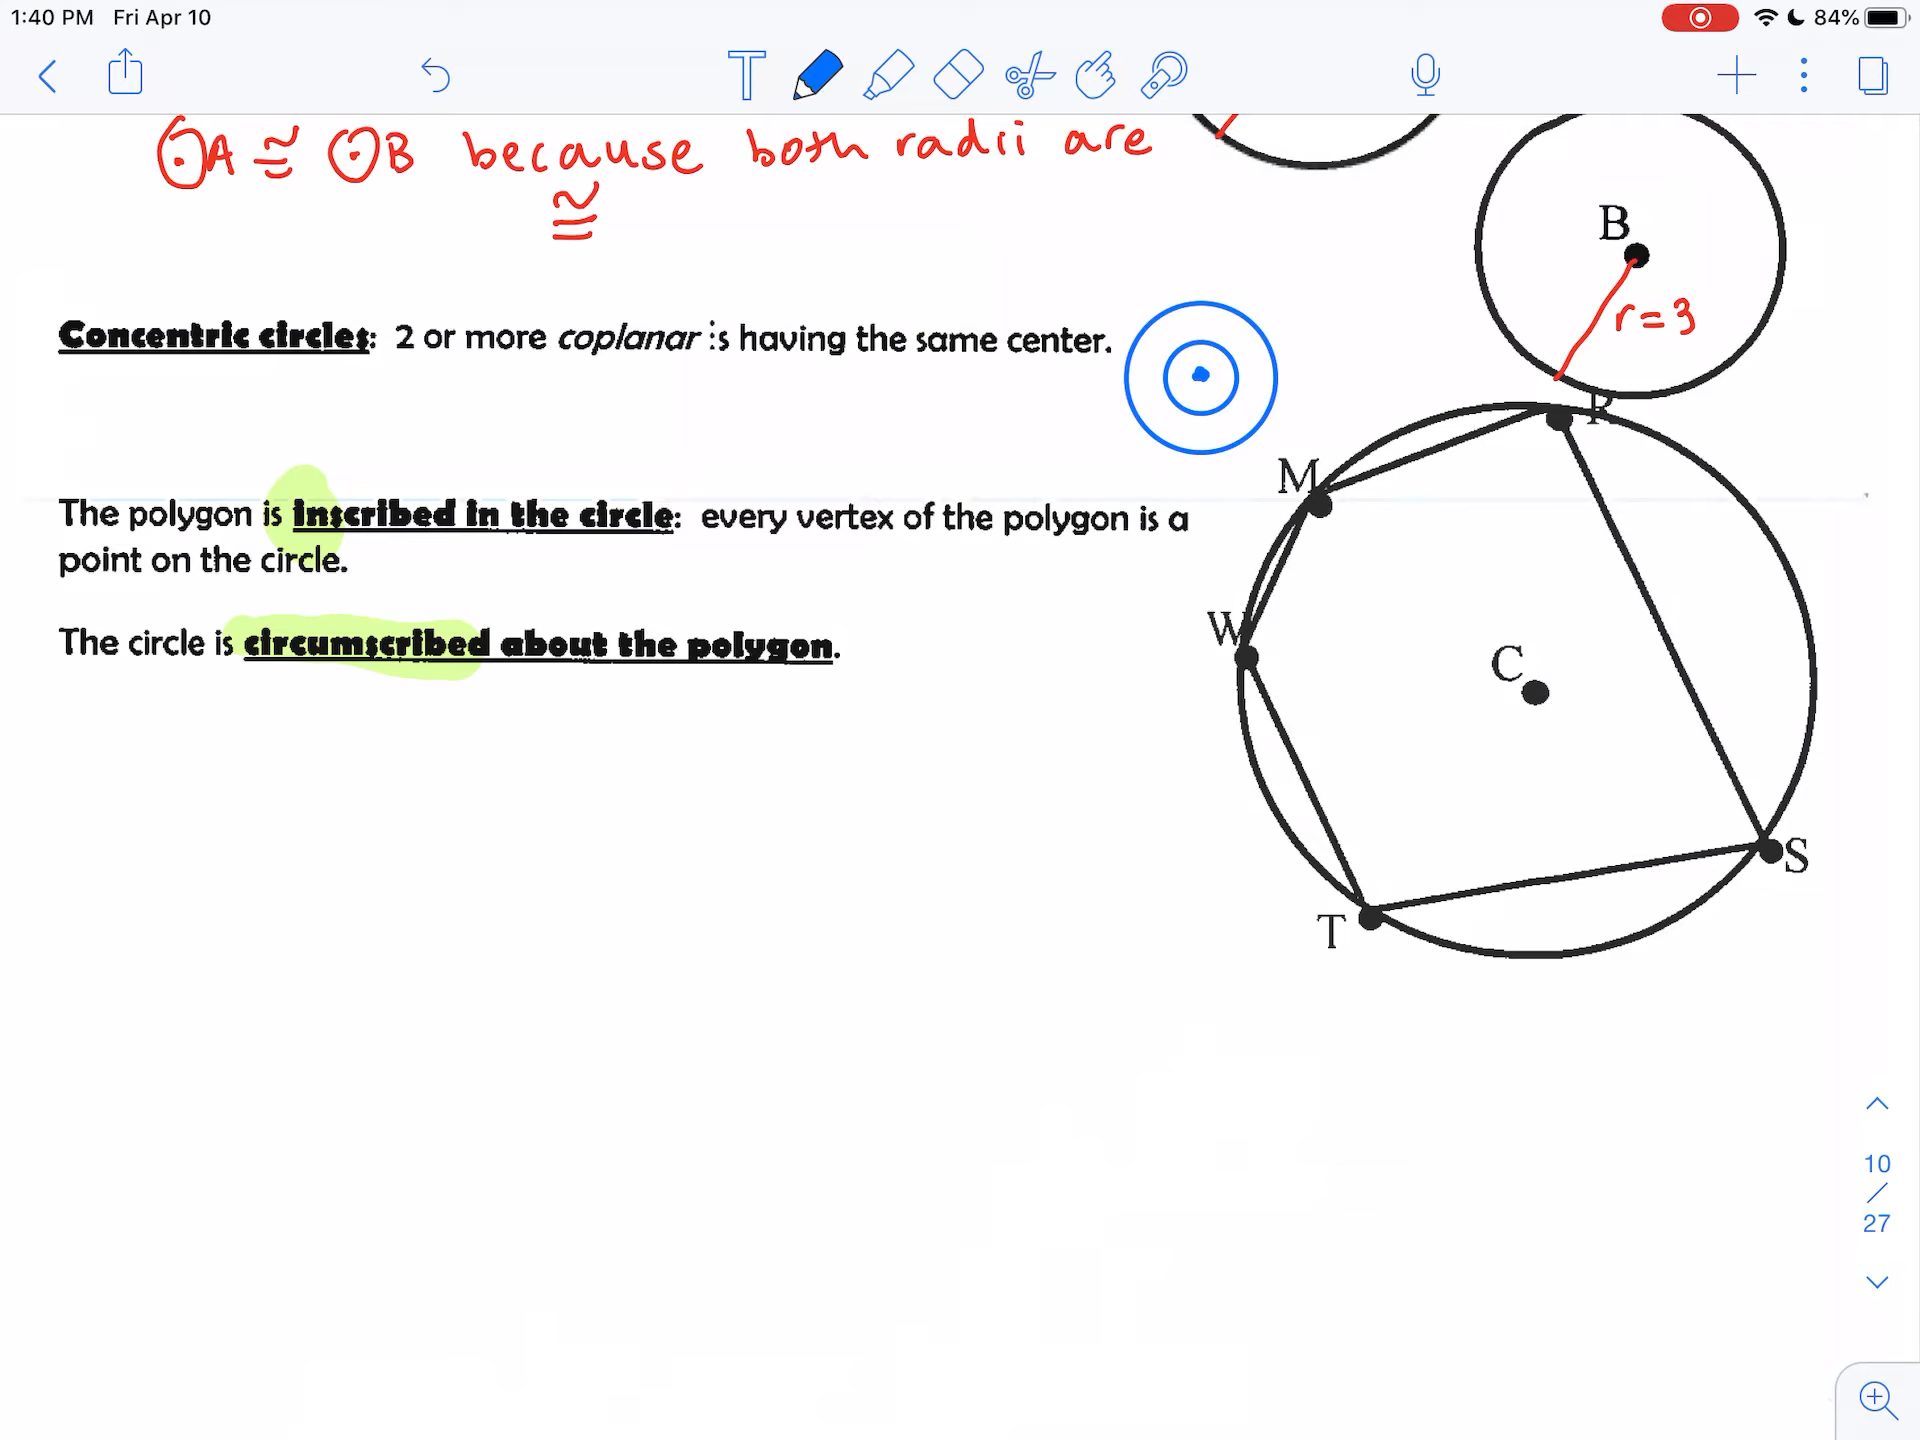 1:40 PM Fri Apr 10 84%
⊙A ≅ ⊙B because both radii are
≅
B
r=3
Concentric circles: 2 or more coplanar :s having the same center.
R
M
The polygon is inscribed in the circle: every vertex of the polygon is a
point on the circle.
W
The circle is circumscribed about the polygon.
C
S
T
10
/
27